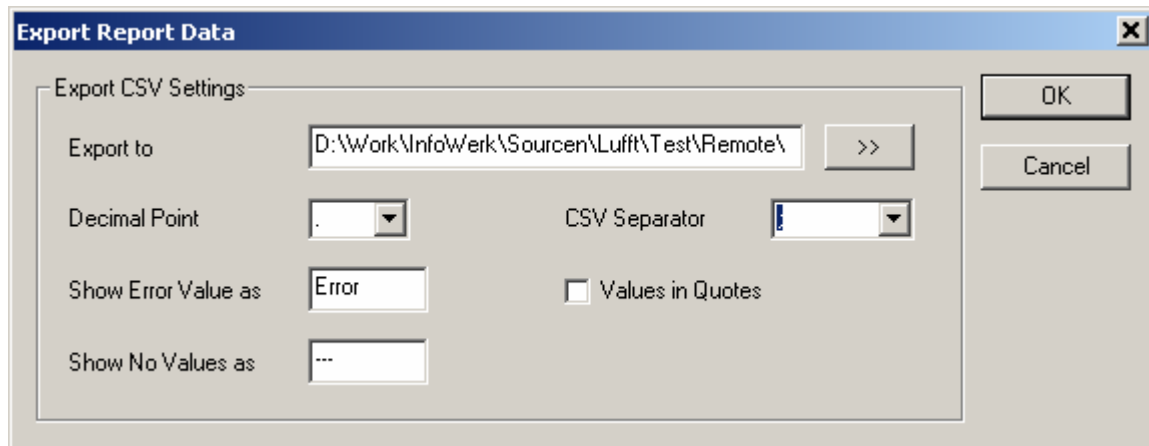 Export Report Data
Export CSV Settings
OK
Export to D:\Work\InfoWerk\Sourcen\Lufft\Test\Remote\ >>
Cancel
Decimal Point . CSV Separator ;
Show Error Value as Error Values in Quotes
Show No Values as ---